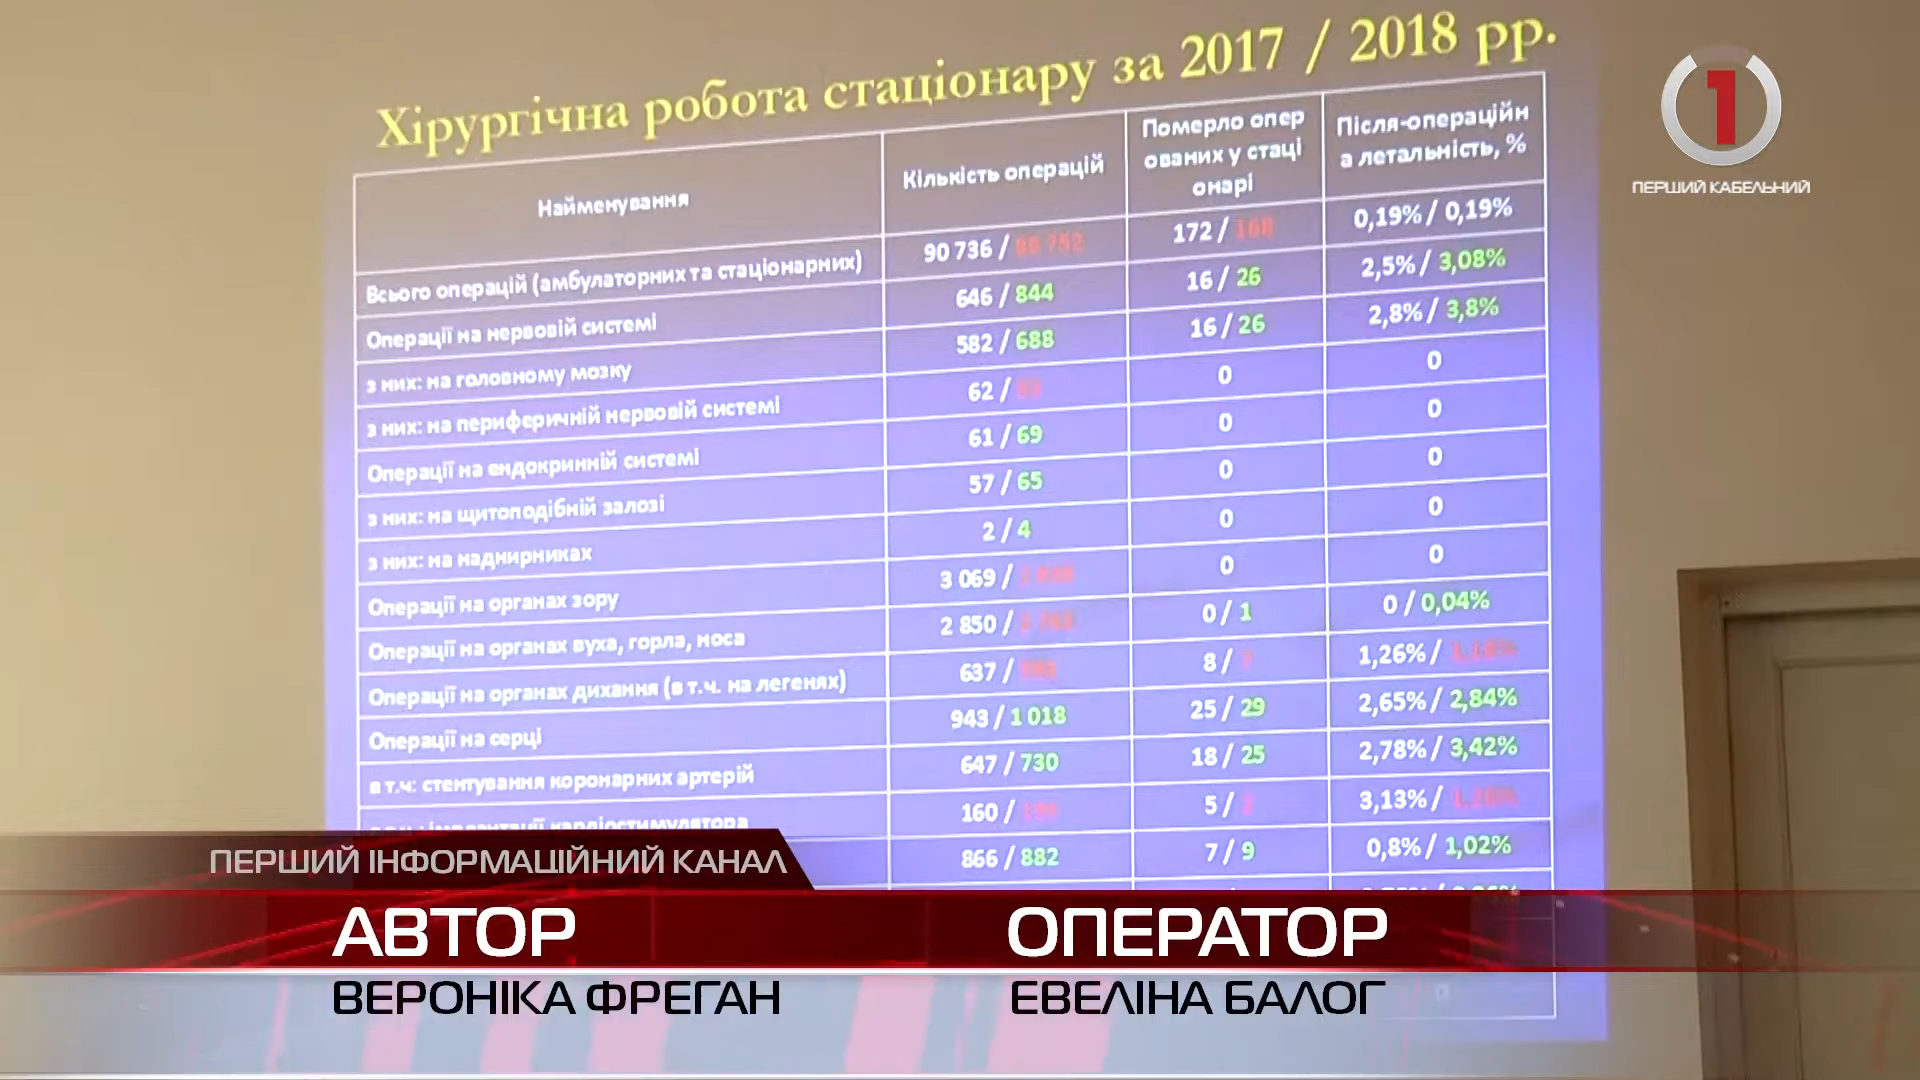 Хірургічна робота стаціонару за 2017 / 2018 рр.
1
ПЕРШИЙ КАБЕЛЬНИЙ
Найменування
Кількість операцій
Померло опер
ованих у стаці
онарі
Після-операційн
а летальність, %
Всього операцій (амбулаторних та стаціонарних)
90 736 /
172 /
0,19% / 0,19%
Операції на нервовій системі
646 / 844
16 / 26
2,5% / 3,08%
з них: на головному мозку
582 / 688
16 / 26
2,8% / 3,8%
з них: на периферичній нервовій системі
62 /
0
0
Операції на ендокринній системі
61 / 69
0
0
з них: на щитоподібній залозі
57 / 65
0
0
з них: на наднирниках
2 / 4
0
0
Операції на органах зору
3 069 /
0
0
Операції на органах вуха, горла, носа
2 850 /
0 / 1
0 / 0,04%
Операції на органах дихання (в т.ч. на легенях)
637 /
8 /
1,26% /
Операції на серці
943 / 1 018
25 / 29
2,65% / 2,84%
в т.ч: стентування коронарних артерій
647 / 730
18 / 25
2,78% / 3,42%
імплантації кардіостимулятора
160 /
5 /
3,13% /
866 / 882
7 / 9
0,8% / 1,02%
ПЕРШИЙ ІНФОРМАЦІЙНИЙ КАНАЛ
АВТОР
ОПЕРАТОР
ВЕРОНІКА ФРЕГАН
ЕВЕЛІНА БАЛОГ